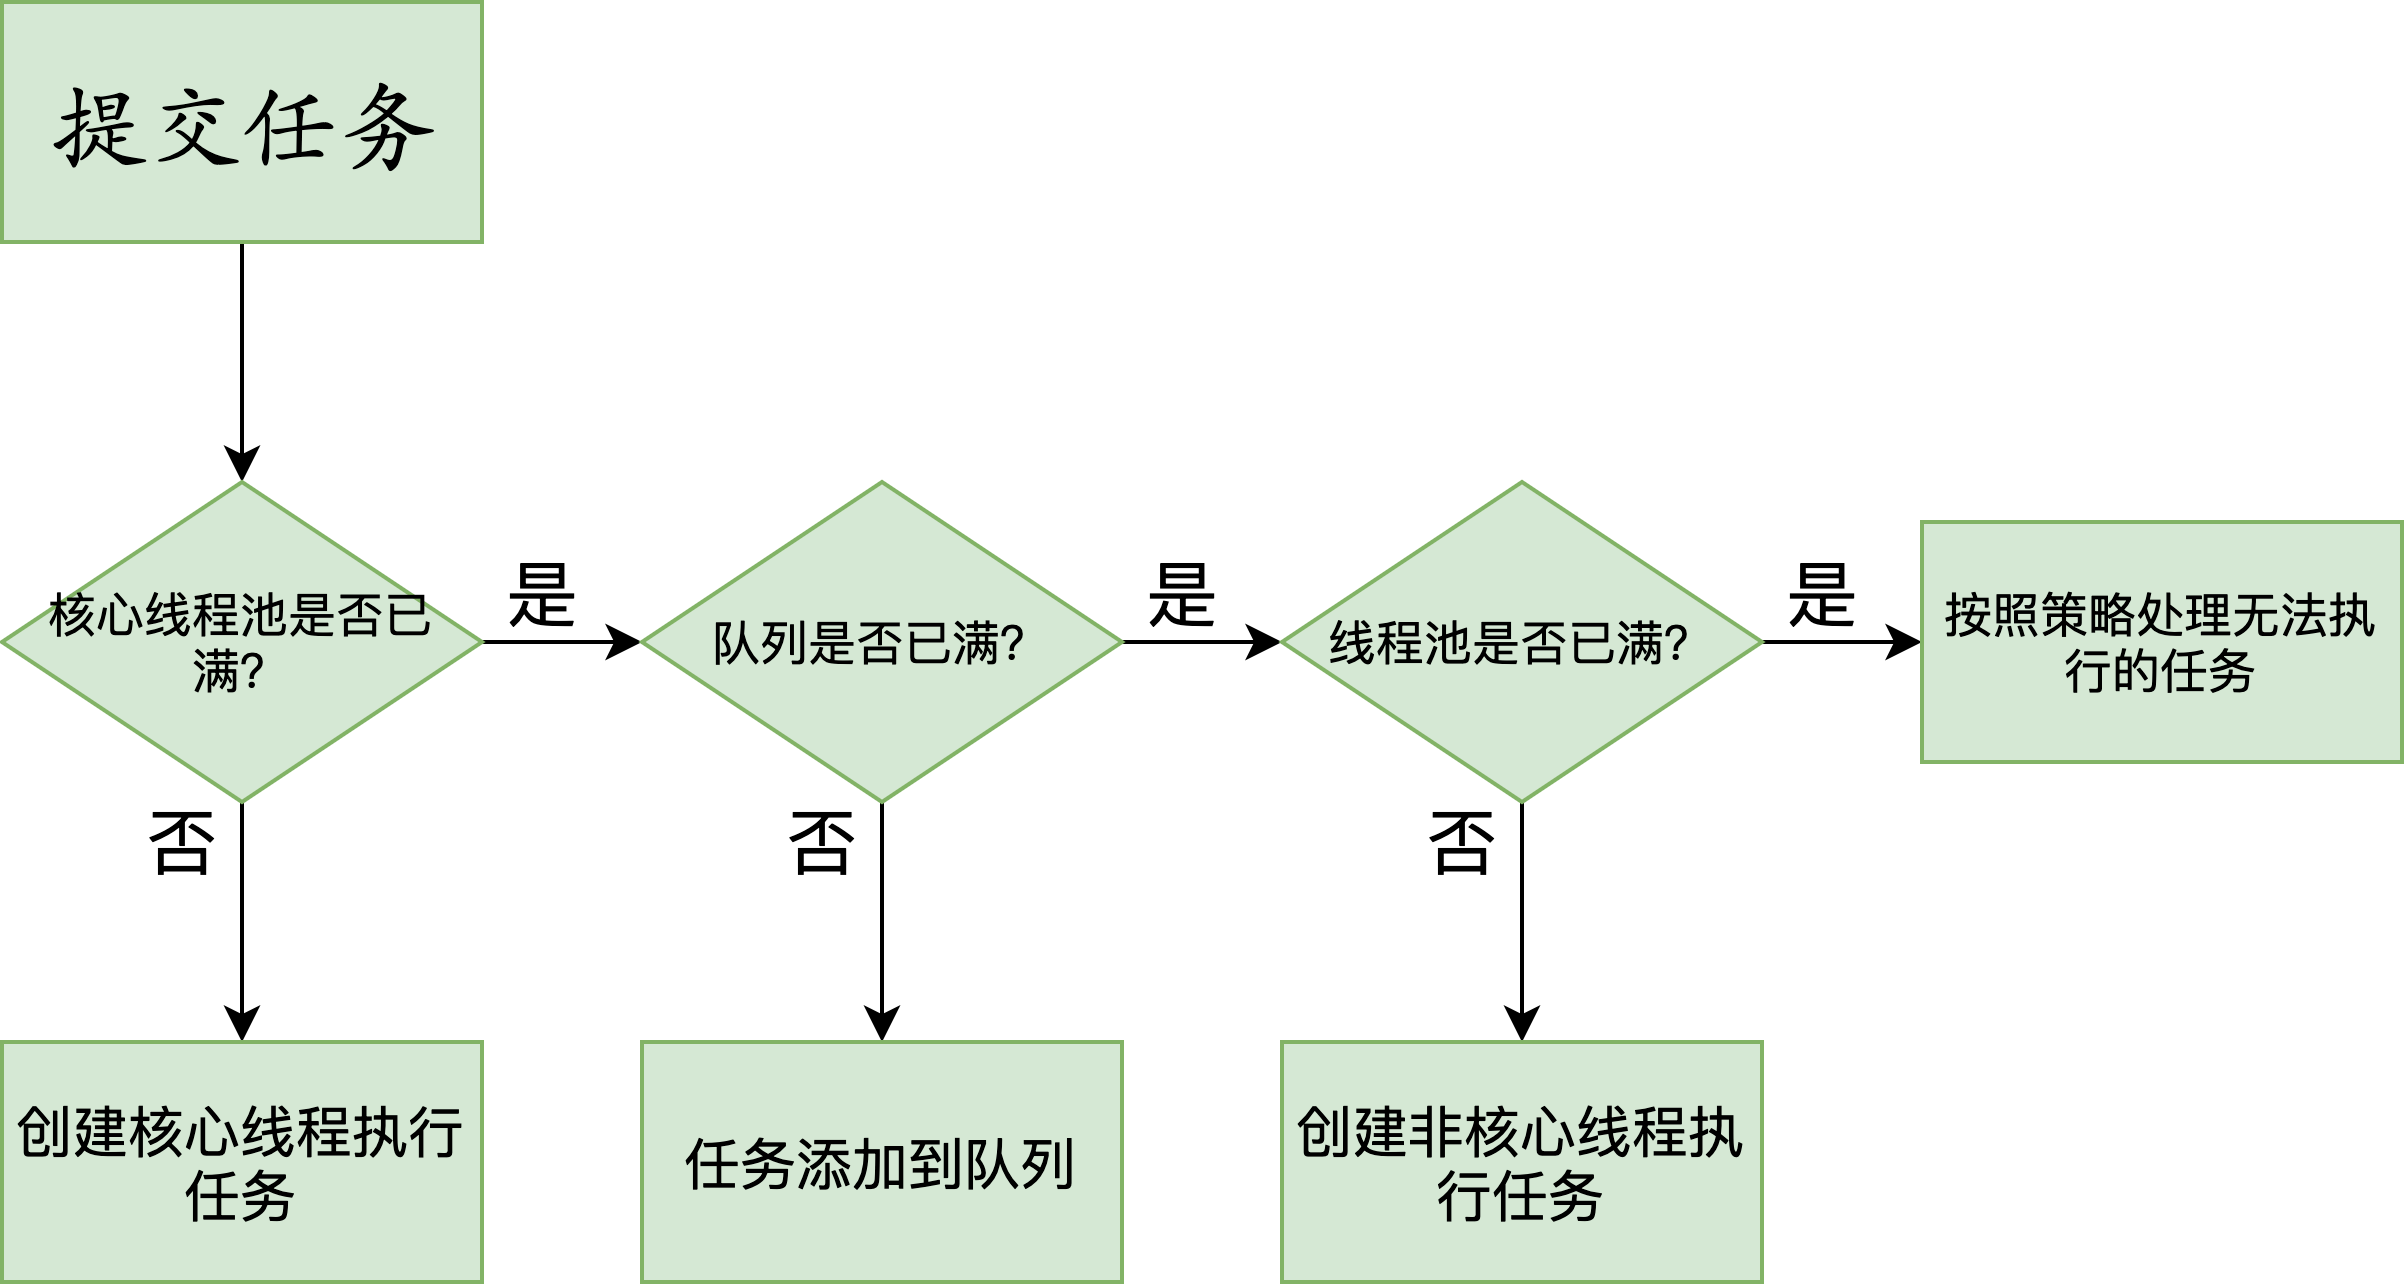 提交任务
核心线程池是否已
满?
是
队列是否已满?
是
线程池是否已满?
是
按照策略处理无法执
行的任务
否
否
否
创建核心线程执行
任务
任务添加到队列
创建非核心线程执
行任务